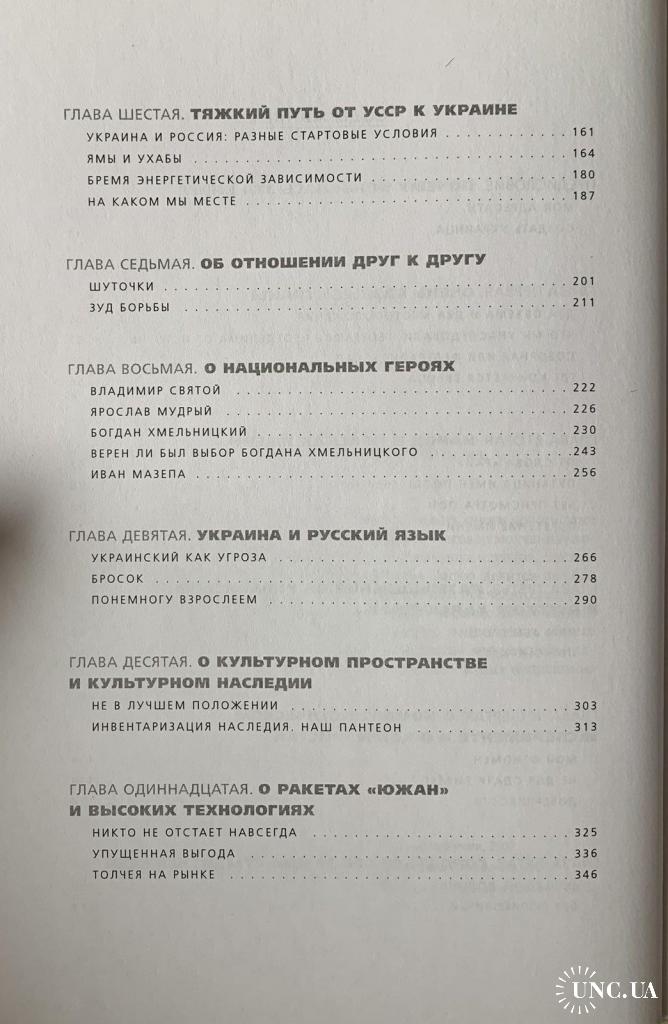 ГЛАВА ШЕСТАЯ. ТЯЖКИЙ ПУТЬ ОТ УССР К УКРАИНЕ
УКРАИНА И РОССИЯ: РАЗНЫЕ СТАРТОВЫЕ УСЛОВИЯ . . . . . . . . . . . . 161
ЯМЫ И УХАБЫ . . . . . . . . . . . . . . . . . . . . . . . . . . . . . . . . . . . . 164
БРЕМЯ ЭНЕРГЕТИЧЕСКОЙ ЗАВИСИМОСТИ . . . . . . . . . . . . . . . . . . . 180
НА КАКОМ МЫ МЕСТЕ . . . . . . . . . . . . . . . . . . . . . . . . . . . . . . . 187
ГЛАВА СЕДЬМАЯ. ОБ ОТНОШЕНИИ ДРУГ К ДРУГУ
ШУТОЧКИ . . . . . . . . . . . . . . . . . . . . . . . . . . . . . . . . . . . . . . . 201
ЗУД БОРЬБЫ . . . . . . . . . . . . . . . . . . . . . . . . . . . . . . . . . . . . . 211
ГЛАВА ВОСЬМАЯ. О НАЦИОНАЛЬНЫХ ГЕРОЯХ
ВЛАДИМИР СВЯТОЙ . . . . . . . . . . . . . . . . . . . . . . . . . . . . . . . . 222
ЯРОСЛАВ МУДРЫЙ . . . . . . . . . . . . . . . . . . . . . . . . . . . . . . . . . 226
БОГДАН ХМЕЛЬНИЦКИЙ . . . . . . . . . . . . . . . . . . . . . . . . . . . . . . 230
ВЕРЕН ЛИ БЫЛ ВЫБОР БОГДАНА ХМЕЛЬНИЦКОГО . . . . . . . . . . . . . 243
ИВАН МАЗЕПА . . . . . . . . . . . . . . . . . . . . . . . . . . . . . . . . . . . . 256
ГЛАВА ДЕВЯТАЯ. УКРАИНА И РУССКИЙ ЯЗЫК
УКРАИНСКИЙ КАК УГРОЗА . . . . . . . . . . . . . . . . . . . . . . . . . . . . 266
БРОСОК . . . . . . . . . . . . . . . . . . . . . . . . . . . . . . . . . . . . . . . . 278
ПОНЕМНОГУ ВЗРОСЛЕЕМ . . . . . . . . . . . . . . . . . . . . . . . . . . . . . 290
ГЛАВА ДЕСЯТАЯ. О КУЛЬТУРНОМ ПРОСТРАНСТВЕ
И КУЛЬТУРНОМ НАСЛЕДИИ
НЕ В ЛУЧШЕМ ПОЛОЖЕНИИ . . . . . . . . . . . . . . . . . . . . . . . . . . . 303
ИНВЕНТАРИЗАЦИЯ НАСЛЕДИЯ. НАШ ПАНТЕОН . . . . . . . . . . . . . . . 313
ГЛАВА ОДИННАДЦАТАЯ. О РАКЕТАХ «ЮЖАН»
И ВЫСОКИХ ТЕХНОЛОГИЯХ
НИКТО НЕ ОТСТАЕТ НАВСЕГДА . . . . . . . . . . . . . . . . . . . . . . . . . 325
УПУЩЕННАЯ ВЫГОДА . . . . . . . . . . . . . . . . . . . . . . . . . . . . . . . 336
ТОЛЧЕЯ НА РЫНКЕ . . . . . . . . . . . . . . . . . . . . . . . . . . . . . . . . . 346
UNC.UA